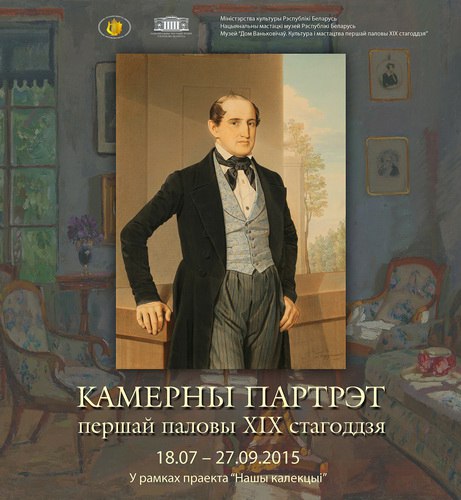 Міністэрства культуры Рэспублікі Беларусь
Нацыянальны мастацкі музей Рэспублікі Беларусь
Музей "Дом Ваньковічаў. Культура і мастацтва першай паловы XIX стагоддзя"
КАМЕРНЫ ПАРТРЭТ
першай паловы XIX стагоддзя
18.07 – 27.09.2015
У рамках праекта "Нашы калекцыі"